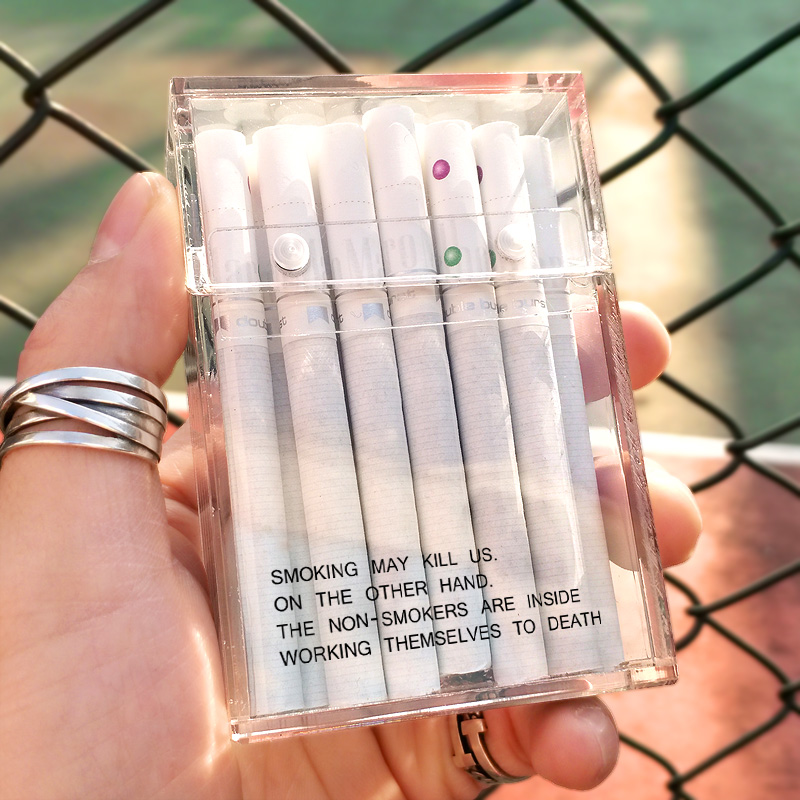 SMOKING MAY KILL US.
ON THE OTHER HAND.
THE NON-SMOKERS ARE INSIDE
WORKING THEMSELVES TO DEATH